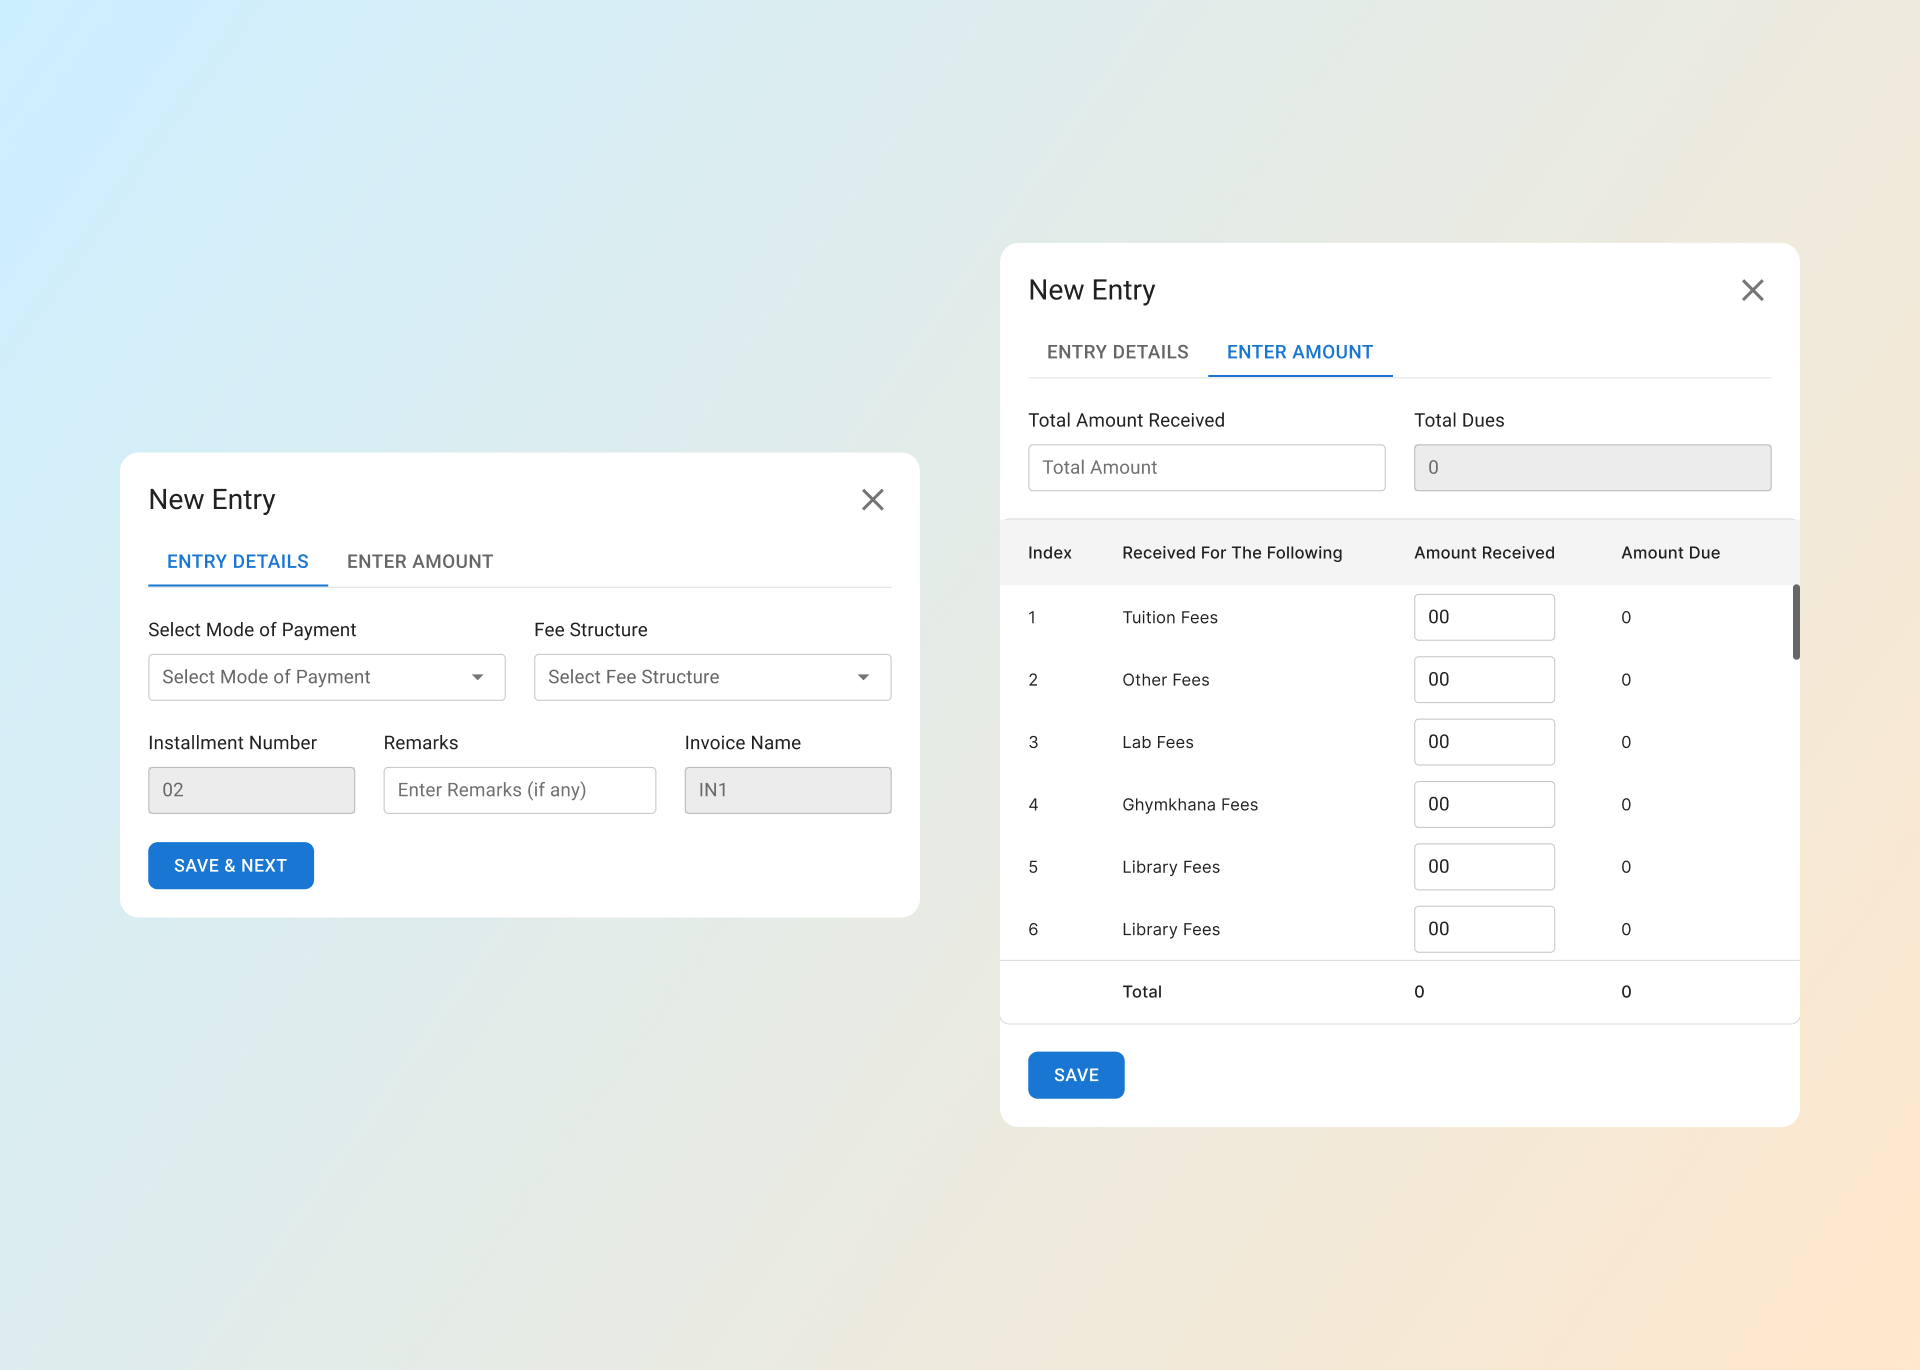 New Entry
ENTRY DETAILS ENTER AMOUNT
Select Mode of Payment Fee Structure
Select Mode of Payment Select Fee Structure
Installment Number Remarks Invoice Name
02 Enter Remarks (if any) IN1
SAVE & NEXT
New Entry
ENTRY DETAILS ENTER AMOUNT
Total Amount Received Total Dues
Total Amount 0
Index Received For The Following Amount Received Amount Due
1 Tuition Fees 00 0
2 Other Fees 00 0
3 Lab Fees 00 0
4 Ghymkhana Fees 00 0
5 Library Fees 00 0
6 Library Fees 00 0
Total 0 0
SAVE